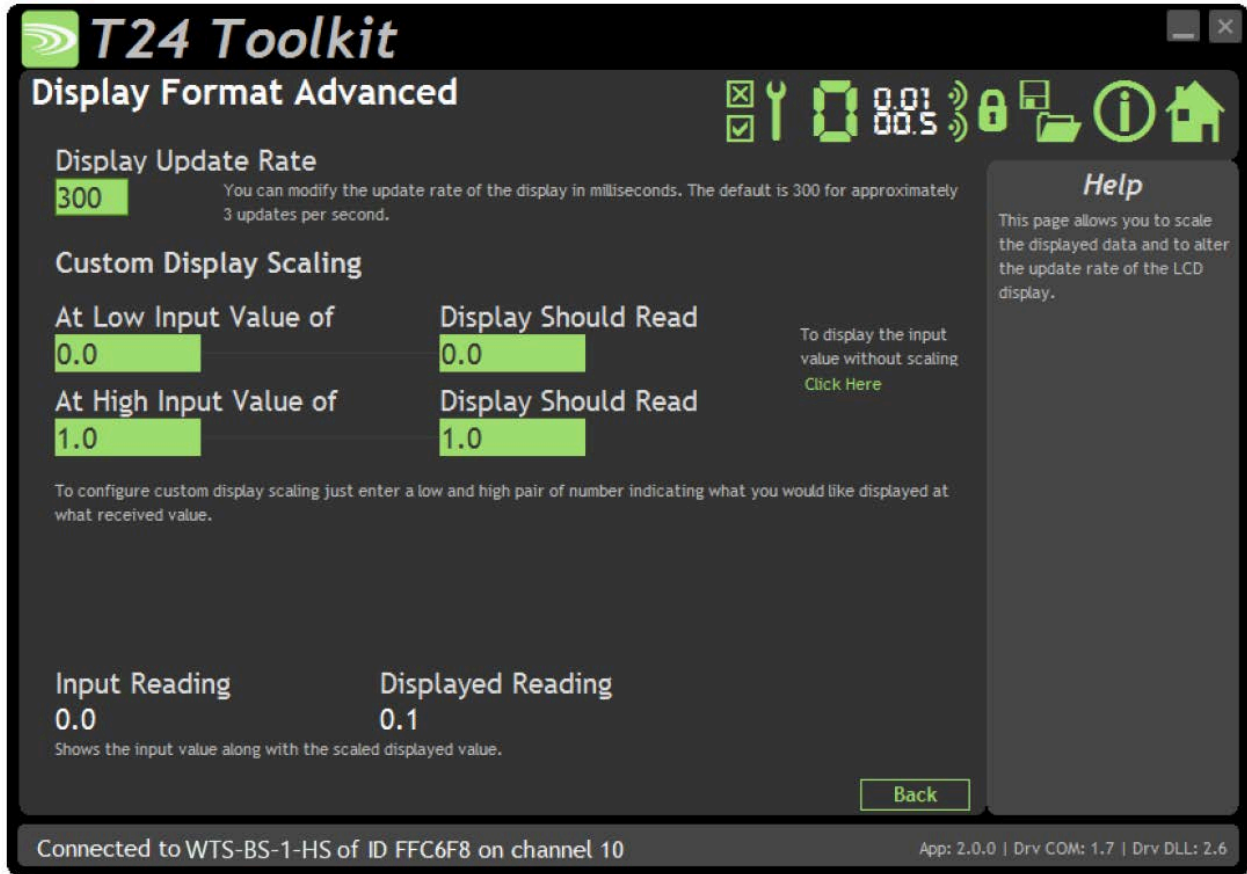 T24 Toolkit
Display Format Advanced
0 0.01
00.5
Display Update Rate
300
You can modify the update rate of the display in milliseconds. The default is 300 for approximately
3 updates per second.
Custom Display Scaling
At Low Input Value of
Display Should Read
0.0
0.0
To display the input
value without scaling
Click Here
At High Input Value of
Display Should Read
1.0
1.0
To configure custom display scaling just enter a low and high pair of number indicating what you would like displayed at
what received value.
Input Reading
Displayed Reading
0.0
0.1
Shows the input value along with the scaled displayed value.
Back
Help
This page allows you to scale
the displayed data and to alter
the update rate of the LCD
display.
Connected to WTS-BS-1-HS of ID FFC6F8 on channel 10
App: 2.0.0 | Drv COM: 1.7 | Drv DLL: 2.6